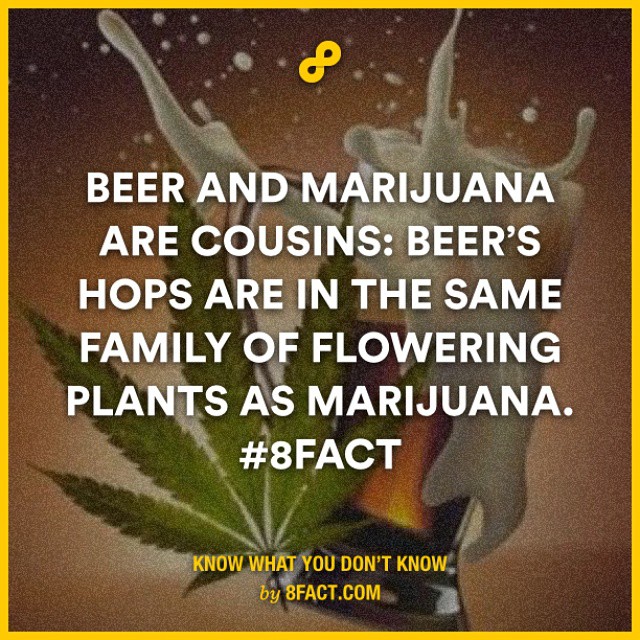 BEER AND MARIJUANA
ARE COUSINS: BEER’S
HOPS ARE IN THE SAME
FAMILY OF FLOWERING
PLANTS AS MARIJUANA.
#8FACT
KNOW WHAT YOU DON’T KNOW
by 8FACT.COM